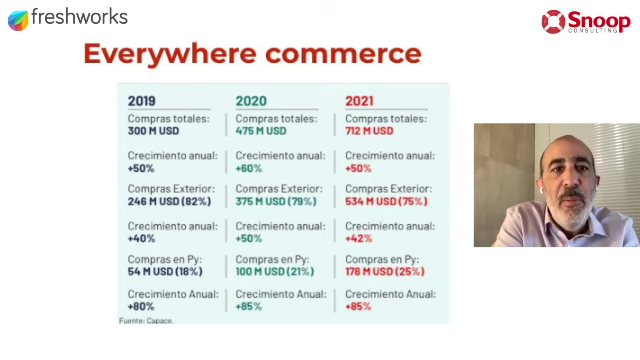 freshworks
Snoop
CONSULTING
Everywhere commerce
2019
Compras totales:
300 M USD
Crecimiento anual:
+50%
Compras Exterior:
246 M USD (82%)
Crecimiento anual:
+40%
Compras en Py:
54 M USD (18%)
Crecimiento Anual:
+80%
2020
Compras totales:
475 M USD
Crecimiento anual:
+60%
Compras Exterior:
375 M USD (79%)
Crecimiento anual:
+50%
Compras en Py:
100 M USD (21%)
Crecimiento Anual:
+85%
2021
Compras totales:
712 M USD
Crecimiento anual:
+50%
Compras Exterior:
534 M USD (75%)
Crecimiento anual:
+42%
Compras en Py:
178 M USD (25%)
Crecimiento Anual:
+85%
Fuente: Capace.